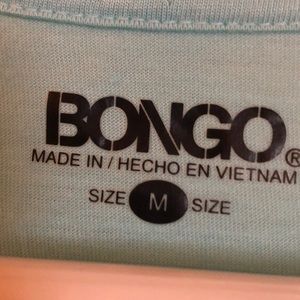 BONGO®
MADE IN / HECHO EN VIETNAM
SIZE M SIZE